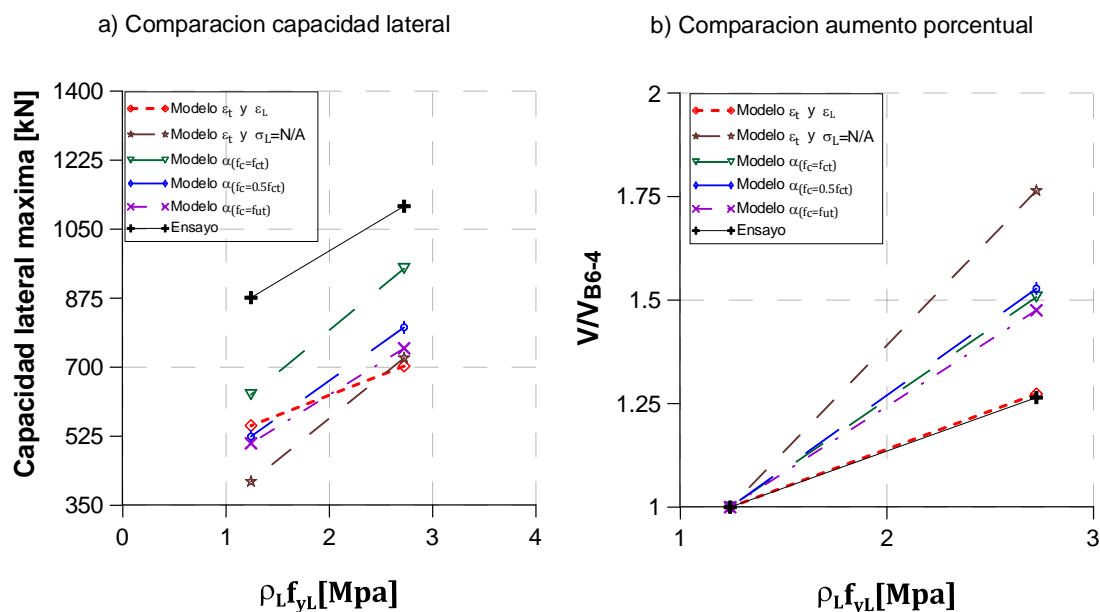 a) Comparacion capacidad lateral
Capacidad lateral maxima [kN]
1400
1225
1050
875
700
525
350
0
1
2
3
4
ρLfyL[Mpa]
Modelo εt y εL
Modelo εt y σL=N/A
Modelo α(fc=fct)
Modelo α(fc=0.5fct)
Modelo α(fc=fut)
Ensayo
b) Comparacion aumento porcentual
V/VB6-4
2
1.75
1.5
1.25
1
1
2
3
ρLfyL[Mpa]
Modelo εt y εL
Modelo εt y σL=N/A
Modelo α(fc=fct)
Modelo α(fc=0.5fct)
Modelo α(fc=fut)
Ensayo